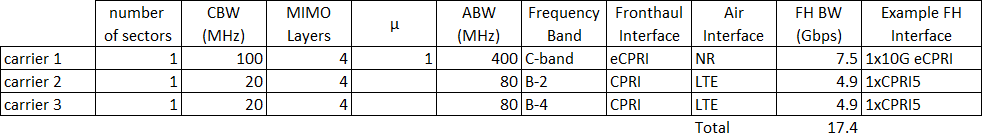 number of sectors CBW (MHz) MIMO Layers µ ABW (MHz) Frequency Band Fronthaul Interface Air Interface FH BW (Gbps) Example FH Interface
carrier 1 1 100 4 1 400 C-band eCPRI NR 7.5 1x10G eCPRI
carrier 2 1 20 4 80 B-2 CPRI LTE 4.9 1xCPRI5
carrier 3 1 20 4 80 B-4 CPRI LTE 4.9 1xCPRI5
Total 17.4